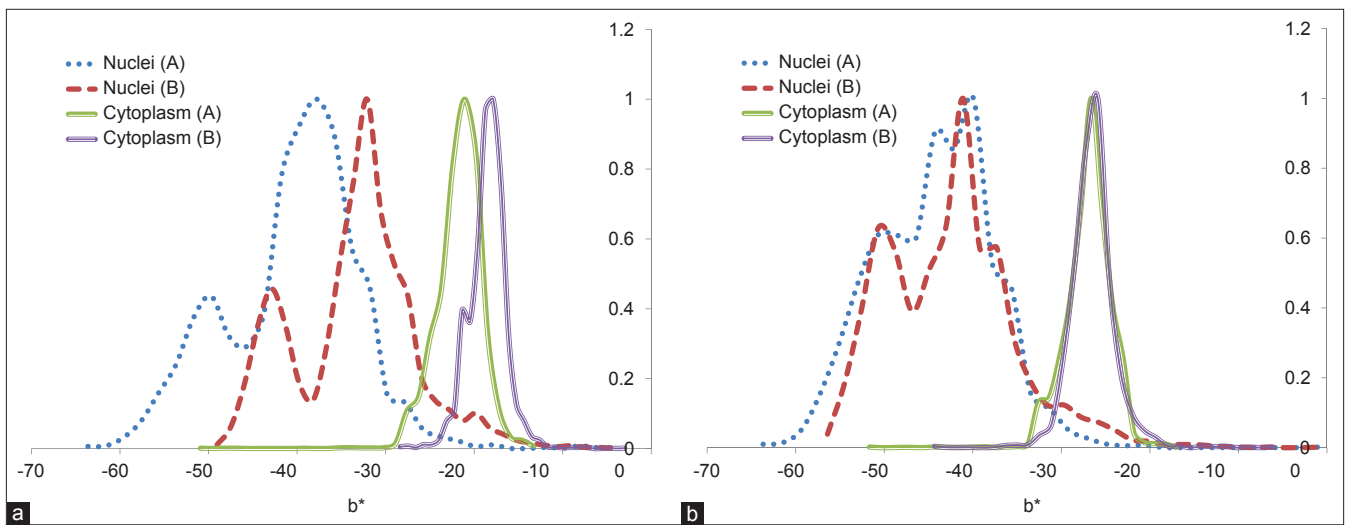 1.2
1
0.8
0.6
0.4
0.2
0
Nuclei (A)
Nuclei (B)
Cytoplasm (A)
Cytoplasm (B)
-70 -60 -50 -40 -30 -20 -10 0
b*
a
1.2
1
0.8
0.6
0.4
0.2
0
Nuclei (A)
Nuclei (B)
Cytoplasm (A)
Cytoplasm (B)
-70 -60 -50 -40 -30 -20 -10 0
b*
b